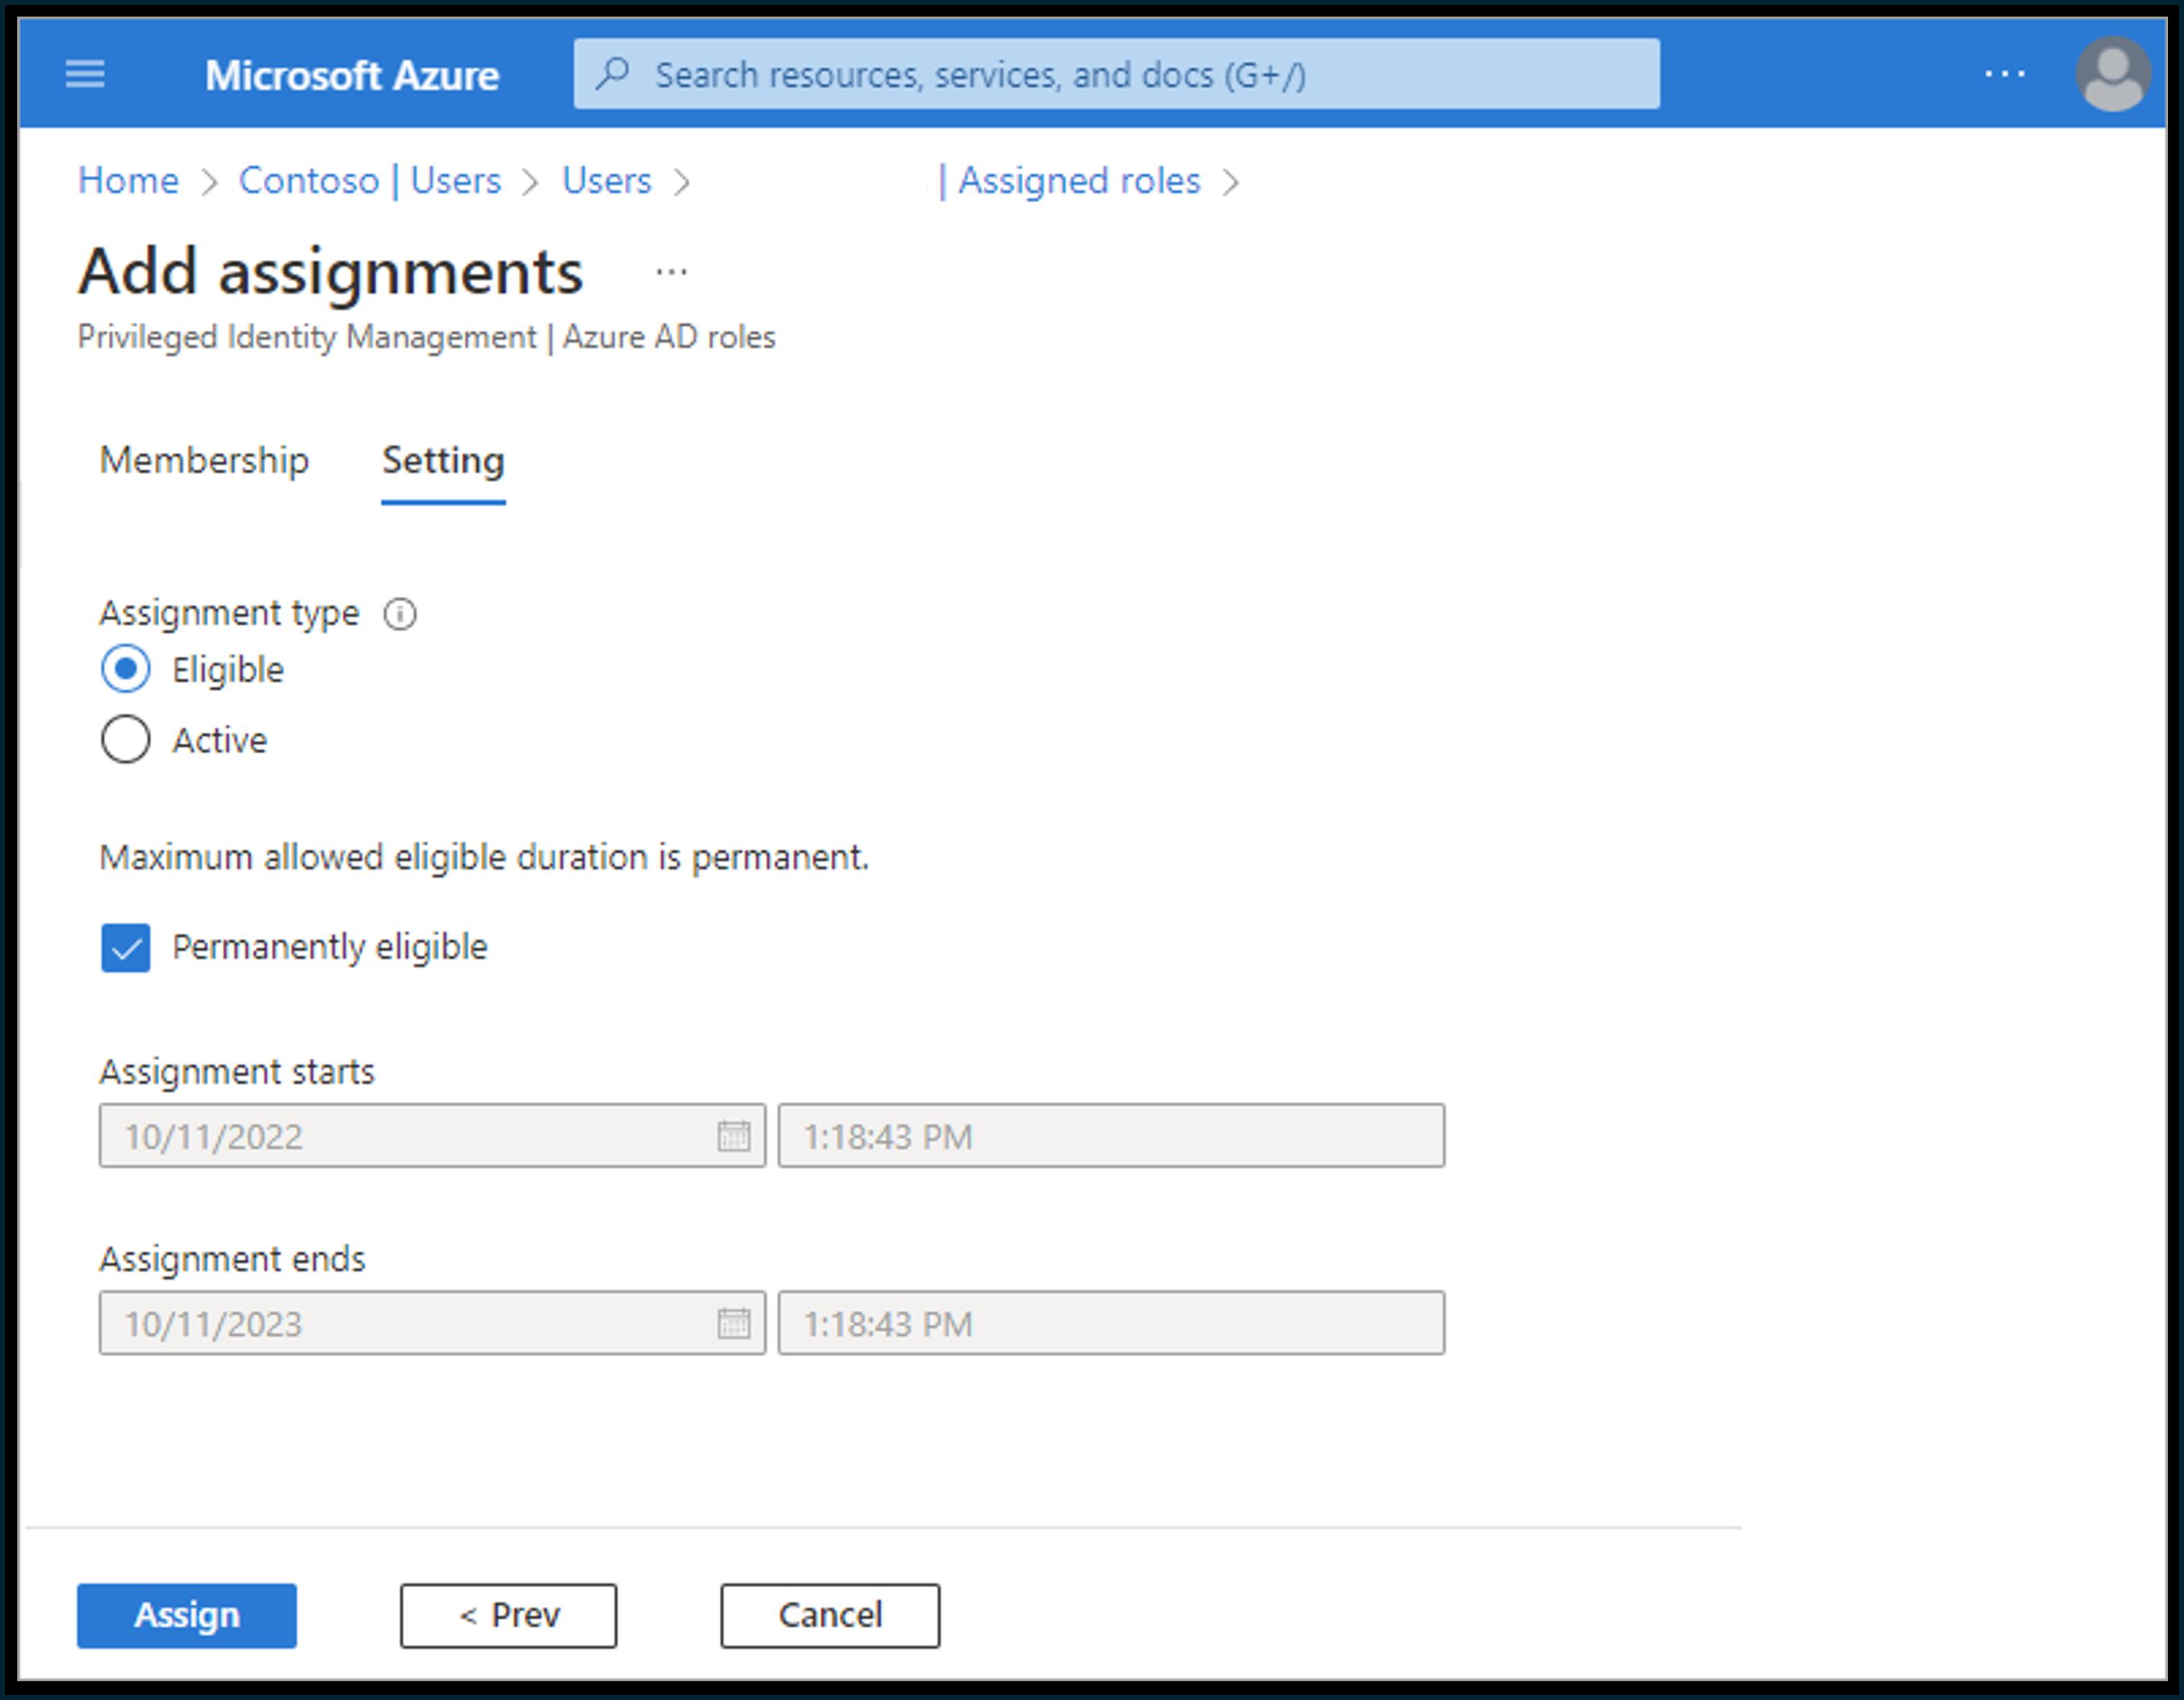 Microsoft Azure
Search resources, services, and docs (G+/)
Home > Contoso | Users > Users > | Assigned roles >
Add assignments ...
Privileged Identity Management | Azure AD roles
Membership Setting
Assignment type
Eligible
Active
Maximum allowed eligible duration is permanent.
Permanently eligible
Assignment starts
10/11/2022 1:18:43 PM
Assignment ends
10/11/2023 1:18:43 PM
Assign < Prev Cancel